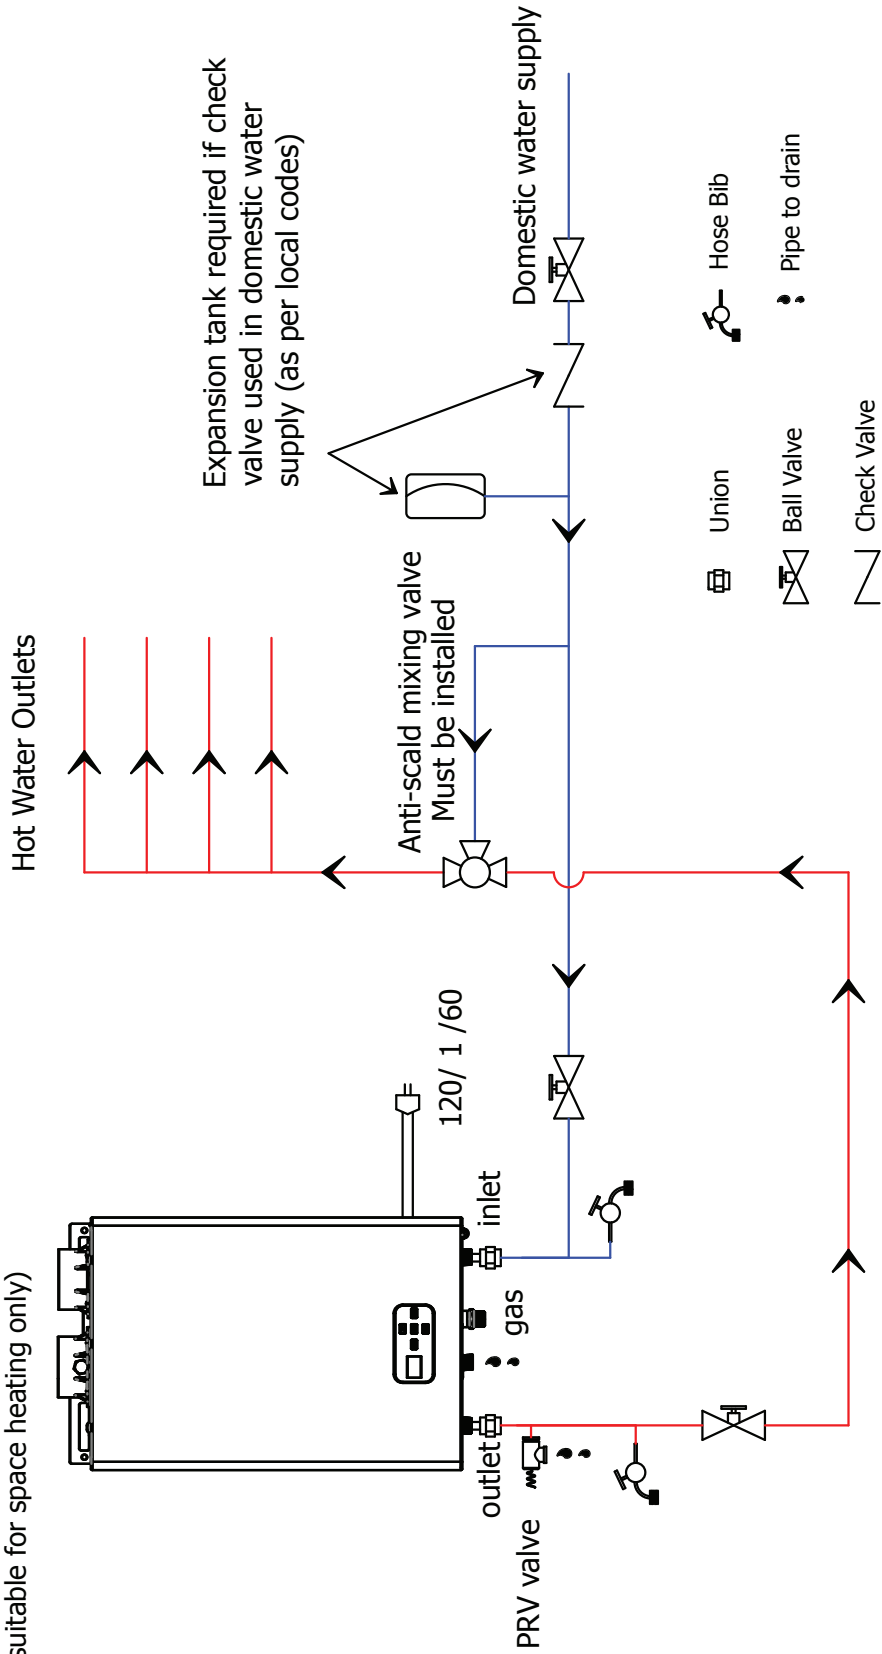 suitable for space heating only)
Hot Water Outlets
Expansion tank required if check
valve used in domestic water
supply (as per local codes)
Anti-scald mixing valve
Must be installed
Domestic water supply
120/ 1 /60
inlet
gas
outlet
PRV valve
Union
Hose Bib
Ball Valve
Pipe to drain
Check Valve